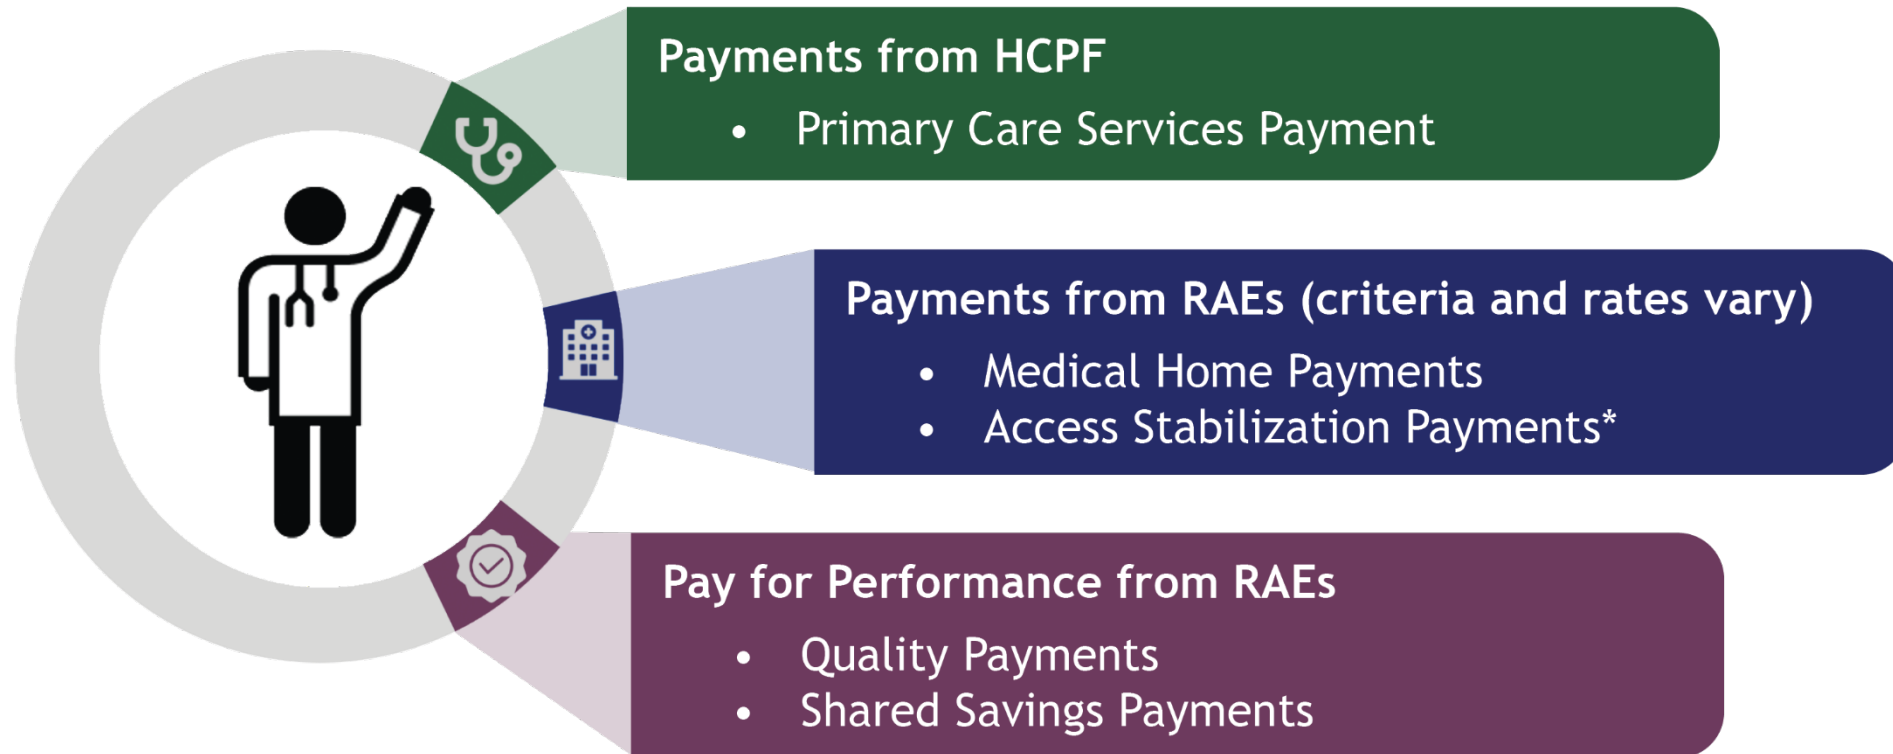 Payments from HCPF
• Primary Care Services Payment
Payments from RAEs (criteria and rates vary)
• Medical Home Payments
• Access Stabilization Payments*
Pay for Performance from RAEs
• Quality Payments
• Shared Savings Payments